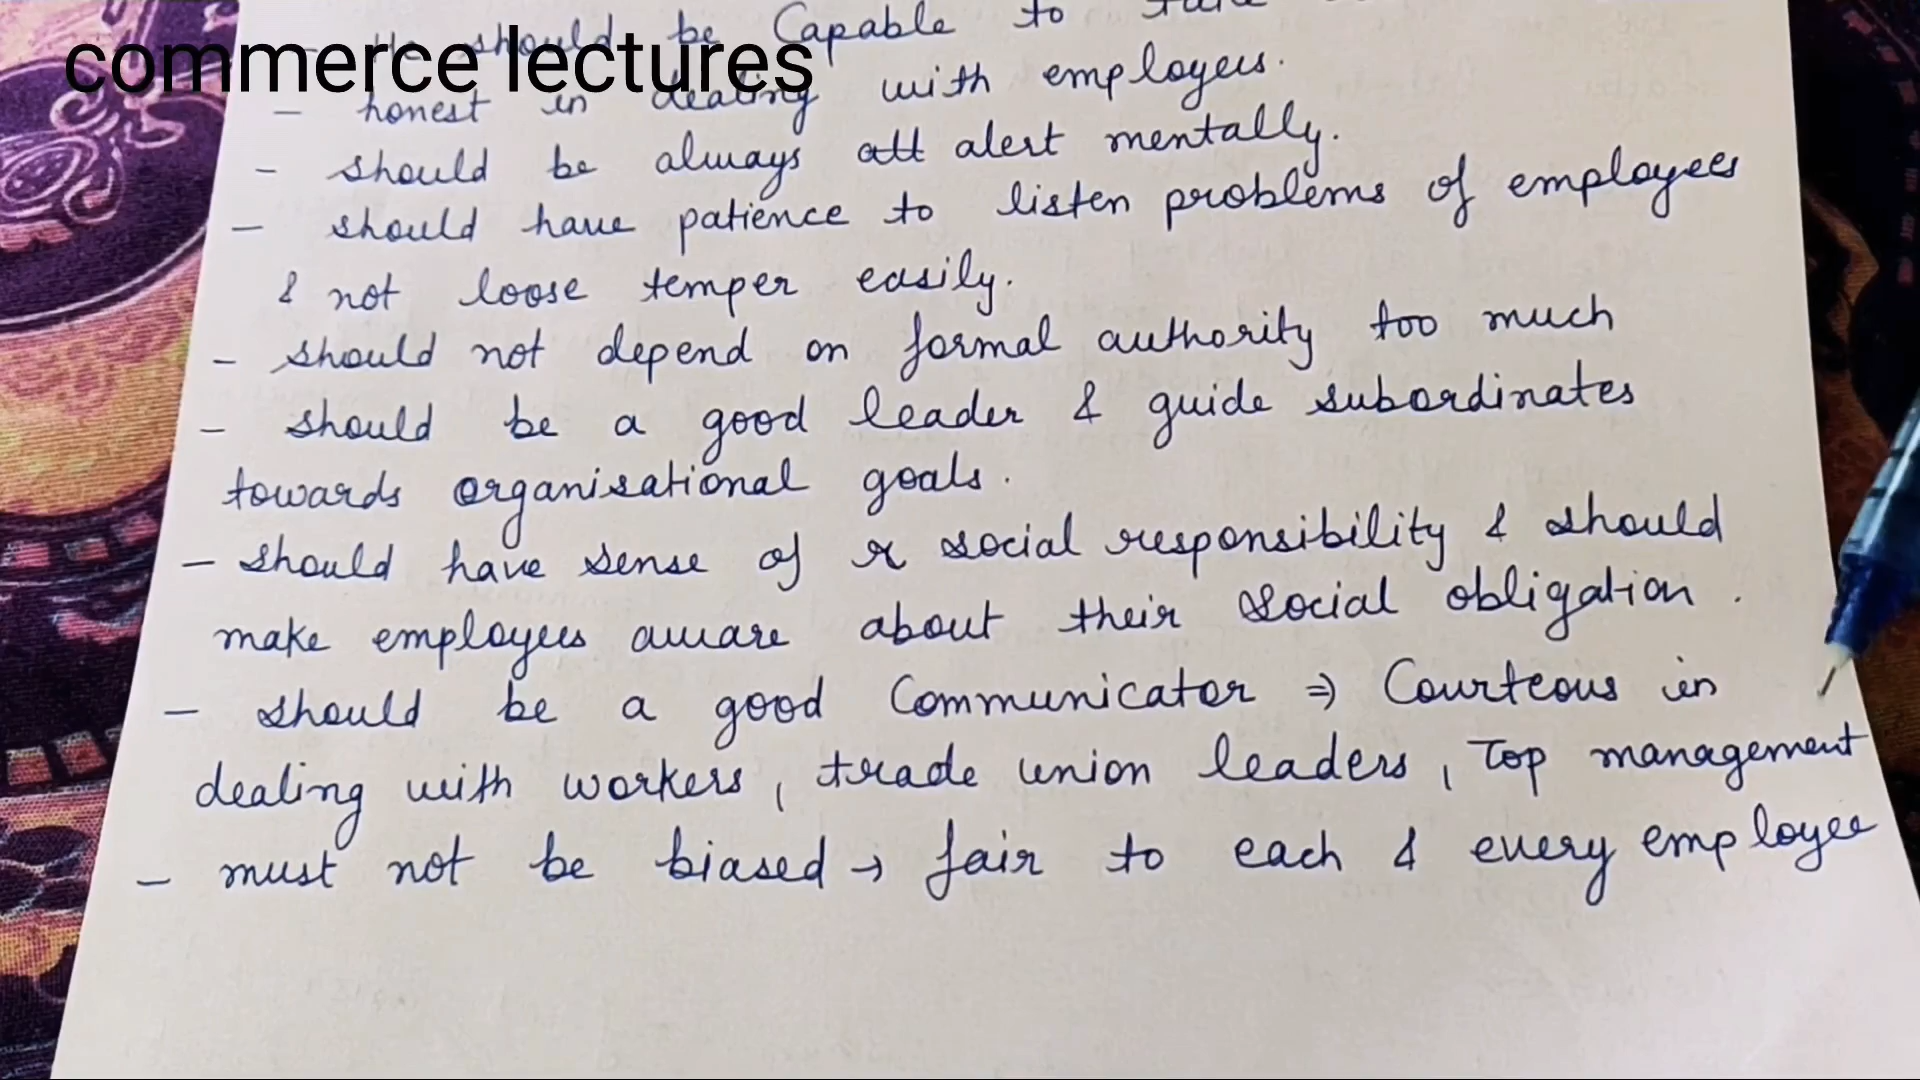 commerce lectures
should be Capable to
- honest in dealing with employees.
- should be always alert mentally.
- should have patience to listen problems of employees
& not loose temper easily.
- should not depend on formal authority too much
- should be a good leader & guide subordinates
towards organisational goals.
- should have sense of r social responsibility & should
make employees aware about their social obligation.
- should be a good Communicator ⇒ Courteous in
dealing with workers, trade union leaders, Top management
- must not be biased → fair to each & every employee